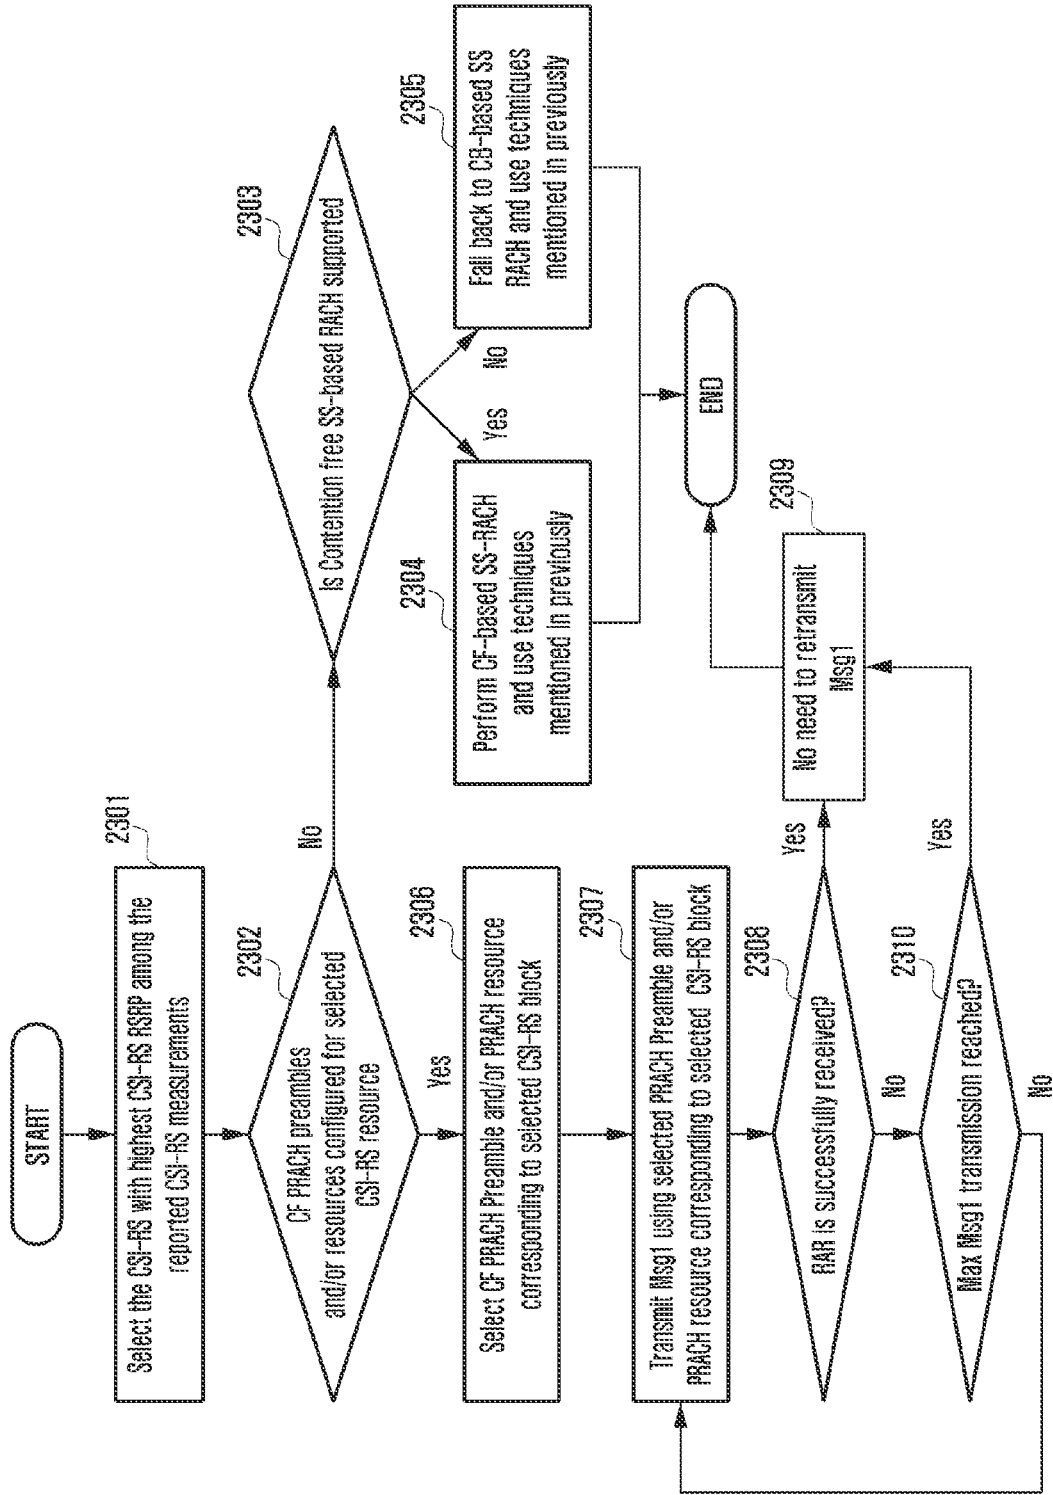 START
2301
Select the CSI-RS with highest CSI-RS RSRP among the
reported CSI-RS measurements
2302
CF PRACH preambles
and/or resources configured for selected
CSI-RS resource
No
Yes
2303
Is Contention free SS-based RACH supported
Yes
No
2304
Perform CF-based SS-RACH
and use techniques
mentioned in previously
2305
Fall back to CB-based SS
RACH and use techniques
mentioned in previously
2306
Select CF PRACH Preamble and/or PRACH resource
corresponding to selected CSI-RS block
2307
Transmit Msg1 using selected PRACH Preamble and/or
PRACH resource corresponding to selected CSI-RS block
2308
RAR is successfully received?
Yes
No
2309
No need to retransmit
Msg1
END
2310
Max Msg1 transmission reached?
Yes
No